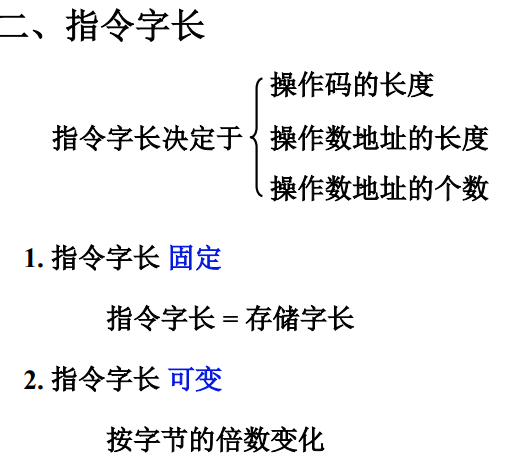 二、指令字长
操作码的长度
指令字长决定于 操作数地址的长度
操作数地址的个数
1. 指令字长 固定
指令字长 = 存储字长
2. 指令字长 可变
按字节的倍数变化